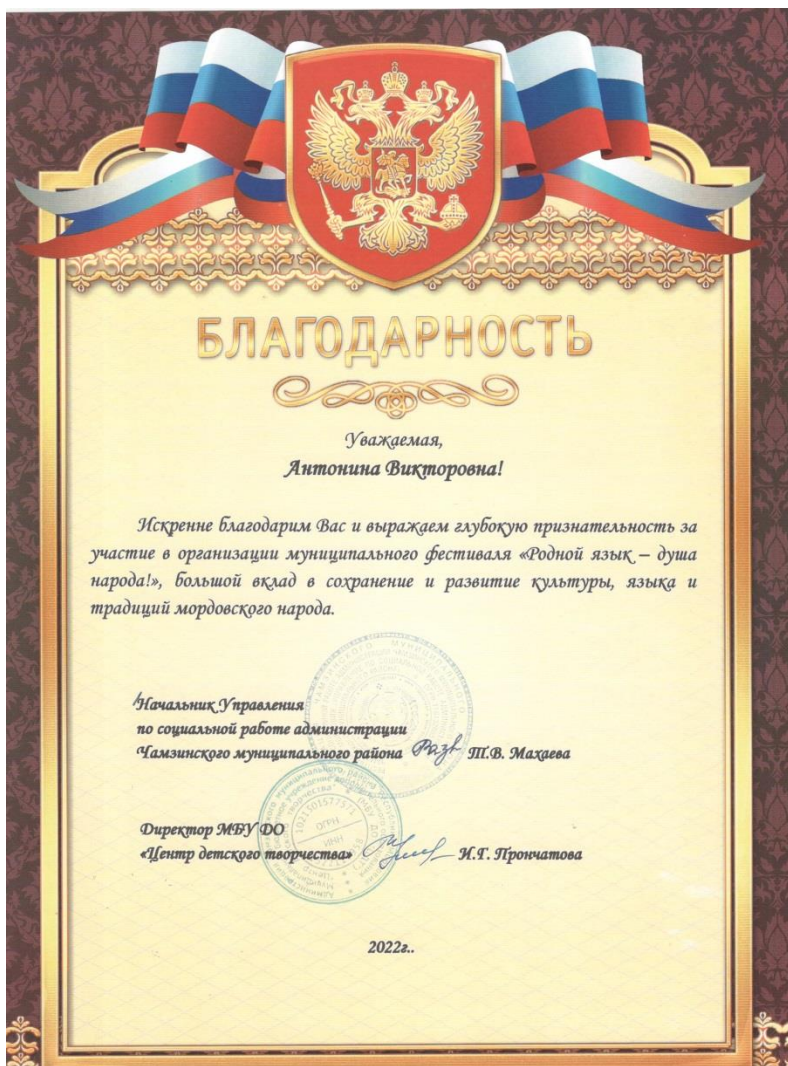 БЛАГОДАРНОСТЬ
Уважаемая,
Антонина Викторовна!
Искренне благодарим Вас и выражаем глубокую признательность за
участие в организации муниципального фестиваля «Родной язык – душа
народа!», большой вклад в сохранение и развитие культуры, языка и
традиций мордовского народа.
Начальник Управления
по социальной работе администрации
Чамзинского муниципального района Т.В. Махаева
Директор МБУ ДО
«Центр детского творчества» И.Г. Прончатова
ОГРН
ИНН
2022г..